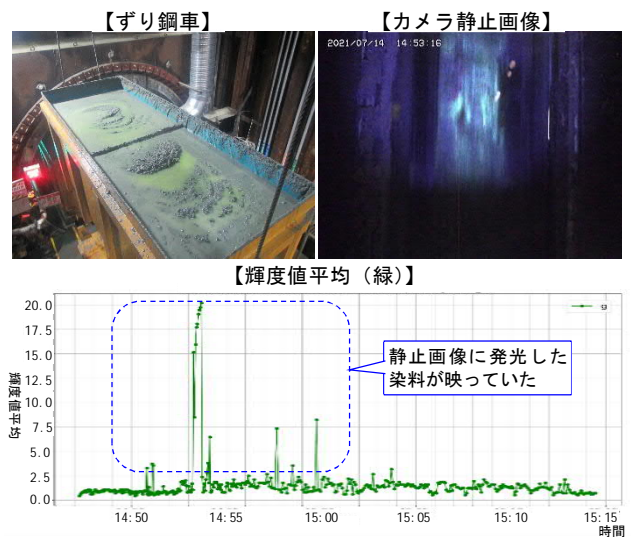 【ずり鋼車】
【カメラ静止画像】
2021/07/14 14:53:16
【輝度値平均（緑）】
輝度値平均
20.0
17.5
15.0
12.5
10.0
7.5
5.0
2.5
0.0
g
静止画像に発光した
染料が映っていた
14:50
14:55
15:00
15:05
15:10
15:15
時間